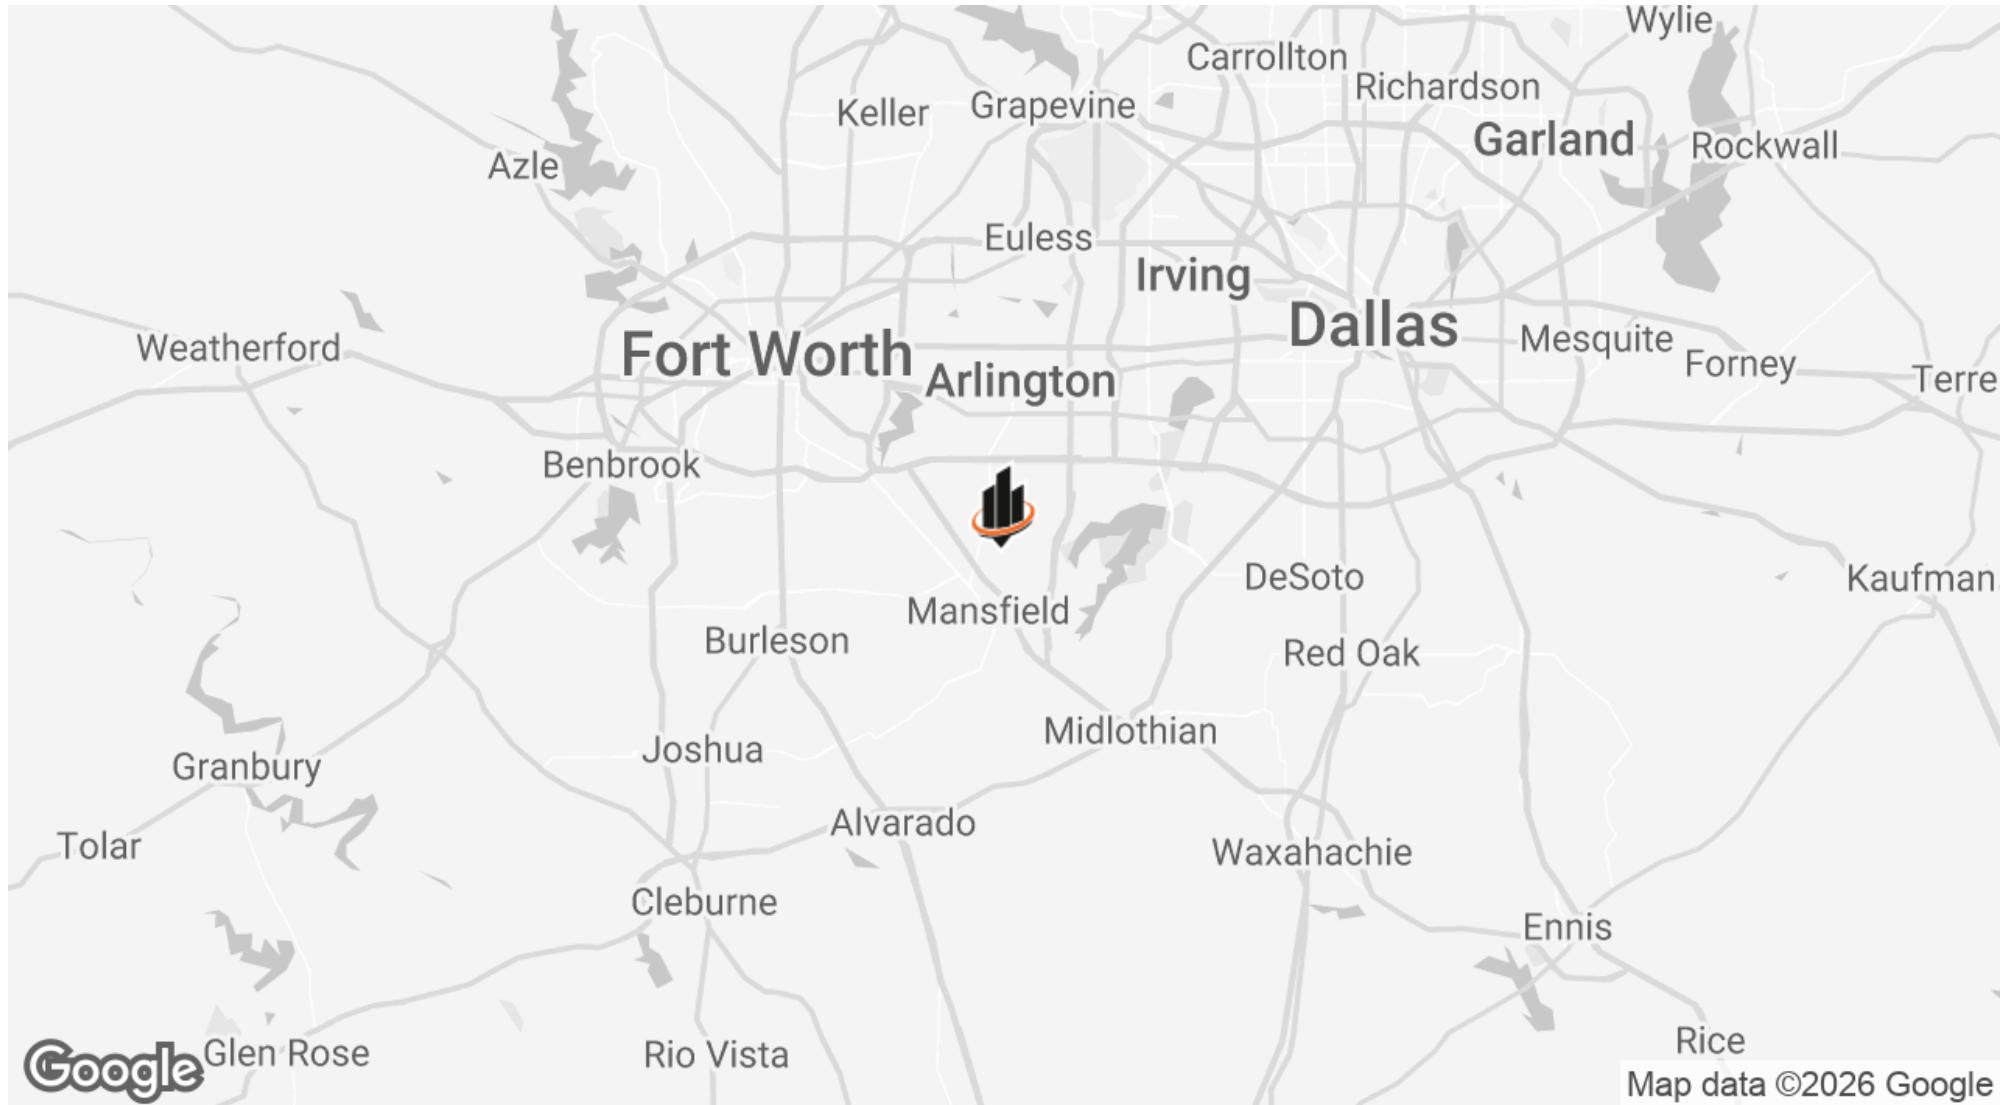 Wylie
Carrollton
Richardson
Keller
Grapevine
Garland
Rockwall
Azle
Euless
Irving
Dallas
Weatherford
Fort Worth
Mesquite
Forney
Arlington
Terre
Benbrook
DeSoto
Kaufman
Mansfield
Burleson
Red Oak
Midlothian
Joshua
Granbury
Alvarado
Tolar
Waxahachie
Cleburne
Ennis
Rice
Google
Glen Rose
Rio Vista
Map data ©2026 Google